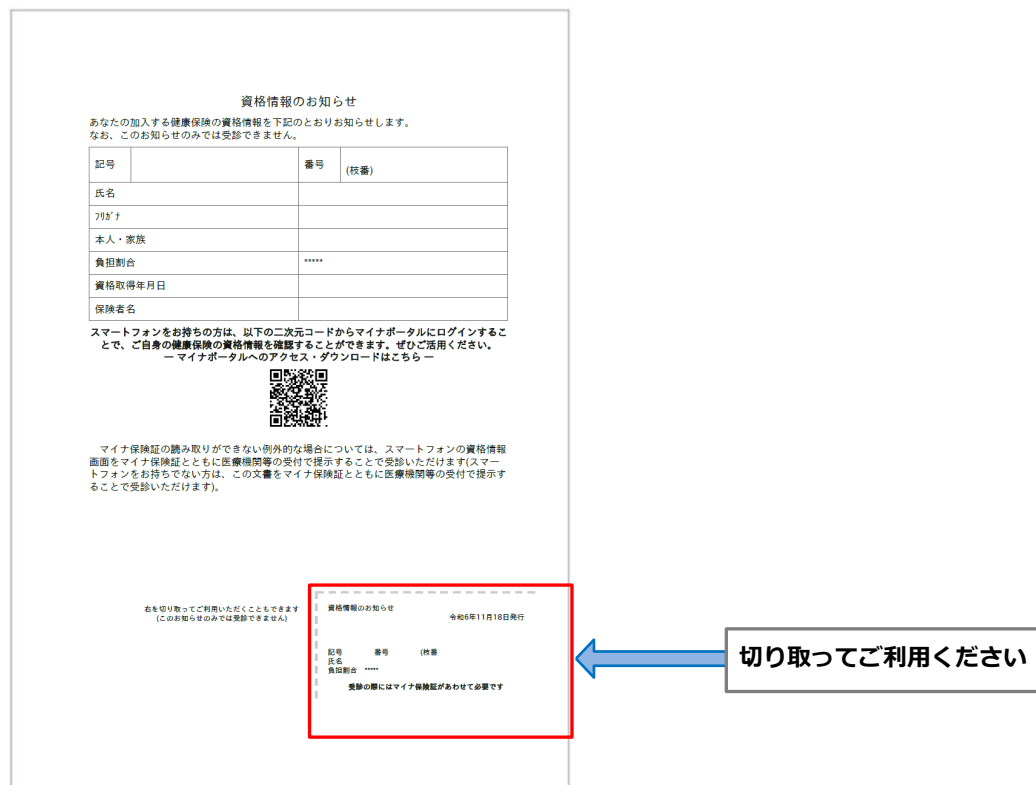 資格情報のお知らせ
あなたの加入する健康保険の資格情報を下記のとおりお知らせします。
なお、このお知らせのみでは受診できません。
記号 番号 (枝番)
氏名
ﾌﾘｶﾞﾅ
本人・家族
負担割合 *****
資格取得年月日
保険者名
スマートフォンをお持ちの方は、以下の二次元コードからマイナポータルにログインするこ
とで、ご自身の健康保険の資格情報を確認することができます。ぜひご活用ください。
ー マイナポータルへのアクセス・ダウンロードはこちら ー
マイナ保険証の読み取りができない例外的な場合については、スマートフォンの資格情報
画面をマイナ保険証とともに医療機関等の受付で提示することで受診いただけます(スマー
トフォンをお持ちでない方は、この文書をマイナ保険証とともに医療機関等の受付で提示す
ることで受診いただけます)。
右を切り取ってご利用いただくこともできます
(このお知らせのみでは受診できません)
資格情報のお知らせ
令和6年11月18日発行
記号 番号 (枝番
氏名
負担割合 *****
受診の際にはマイナ保険証があわせて必要です
切り取ってご利用ください